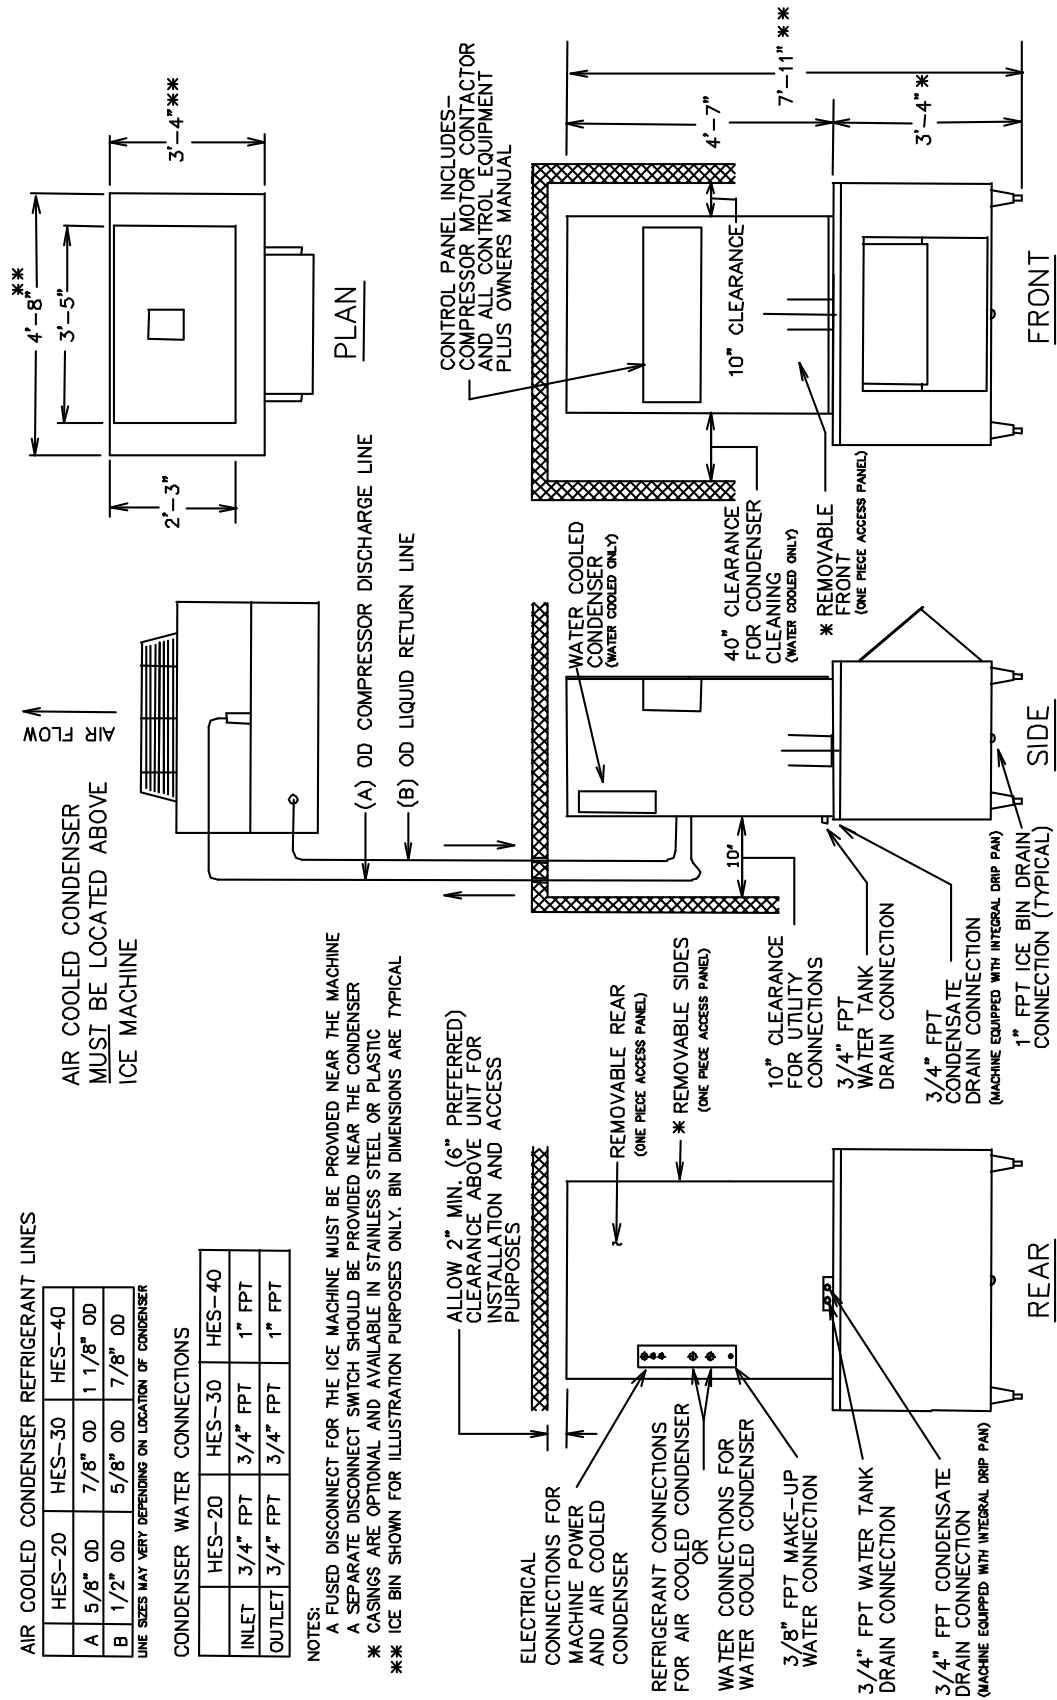 AIR COOLED CONDENSER REFRIGERANT LINES
HES-20 HES-30 HES-40
A 5/8" OD 7/8" OD 1 1/8" OD
B 1/2" OD 5/8" OD 7/8" OD
LINE SIZES MAY VERY DEPENDING ON LOCATION OF CONDENSER
CONDENSER WATER CONNECTIONS
HES-20 HES-30 HES-40
INLET 3/4" FPT 3/4" FPT 1" FPT
OUTLET 3/4" FPT 3/4" FPT 1" FPT
NOTES:
A FUSED DISCONNECT FOR THE ICE MACHINE MUST BE PROVIDED NEAR THE MACHINE
A SEPARATE DISCONNECT SWITCH SHOULD BE PROVIDED NEAR THE CONDENSER
* CASINGS ARE OPTIONAL AND AVAILABLE IN STAINLESS STEEL OR PLASTIC
** ICE BIN SHOWN FOR ILLUSTRATION PURPOSES ONLY. BIN DIMENSIONS ARE TYPICAL
AIR COOLED CONDENSER
MUST BE LOCATED ABOVE
ICE MACHINE
AIR FLOW
(A) OD COMPRESSOR DISCHARGE LINE
(B) OD LIQUID RETURN LINE
4'-8" **
3'-5"
3'-4"**
2'-3"
PLAN
ALLOW 2" MIN. (6" PREFERRED)
CLEARANCE ABOVE UNIT FOR
INSTALLATION AND ACCESS
PURPOSES
ELECTRICAL
CONNECTIONS FOR
MACHINE POWER
AND AIR COOLED
CONDENSER
REFRIGERANT CONNECTIONS
FOR AIR COOLED CONDENSER
OR
WATER CONNECTIONS FOR
WATER COOLED CONDENSER
3/8" FPT MAKE-UP
WATER CONNECTION
3/4" FPT WATER TANK
DRAIN CONNECTION
3/4" FPT CONDENSATE
DRAIN CONNECTION
(MACHINE EQUIPPED WITH INTEGRAL DRIP PAN)
REMOVABLE REAR
(ONE PIECE ACCESS PANEL)
* REMOVABLE SIDES
(ONE PIECE ACCESS PANEL)
REAR
10"
10" CLEARANCE
FOR UTILITY
CONNECTIONS
3/4" FPT
WATER TANK
DRAIN CONNECTION
3/4" FPT
CONDENSATE
DRAIN CONNECTION
(MACHINE EQUIPPED WITH INTEGRAL DRIP PAN)
1" FPT ICE BIN DRAIN
CONNECTION (TYPICAL)
WATER COOLED
CONDENSER
(WATER COOLED ONLY)
SIDE
40" CLEARANCE
FOR CONDENSER
CLEANING
(WATER COOLED ONLY)
* REMOVABLE
FRONT
(ONE PIECE ACCESS PANEL)
CONTROL PANEL INCLUDES-
COMPRESSOR MOTOR CONTACTOR
AND ALL CONTROL EQUIPMENT
PLUS OWNERS MANUAL
10" CLEARANCE
4'-7"
7'-11" **
3'-4" *
FRONT